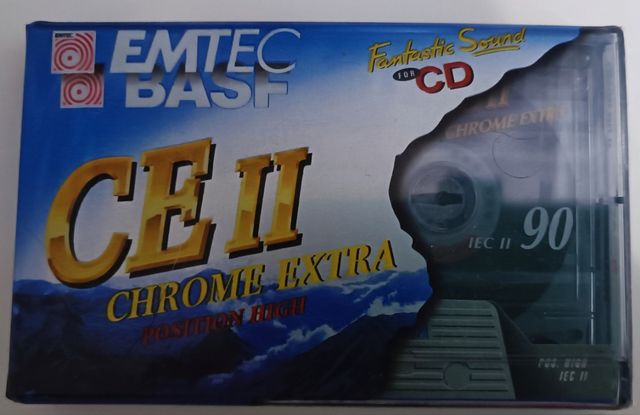 EMTEC
EMTEC
BASF
Fantastic Sound
FOR CD
CE II
CHROME EXTRA
POSITION HIGH
II
CHROME EXTRA
IEC II 90
POS. HIGH
IEC II